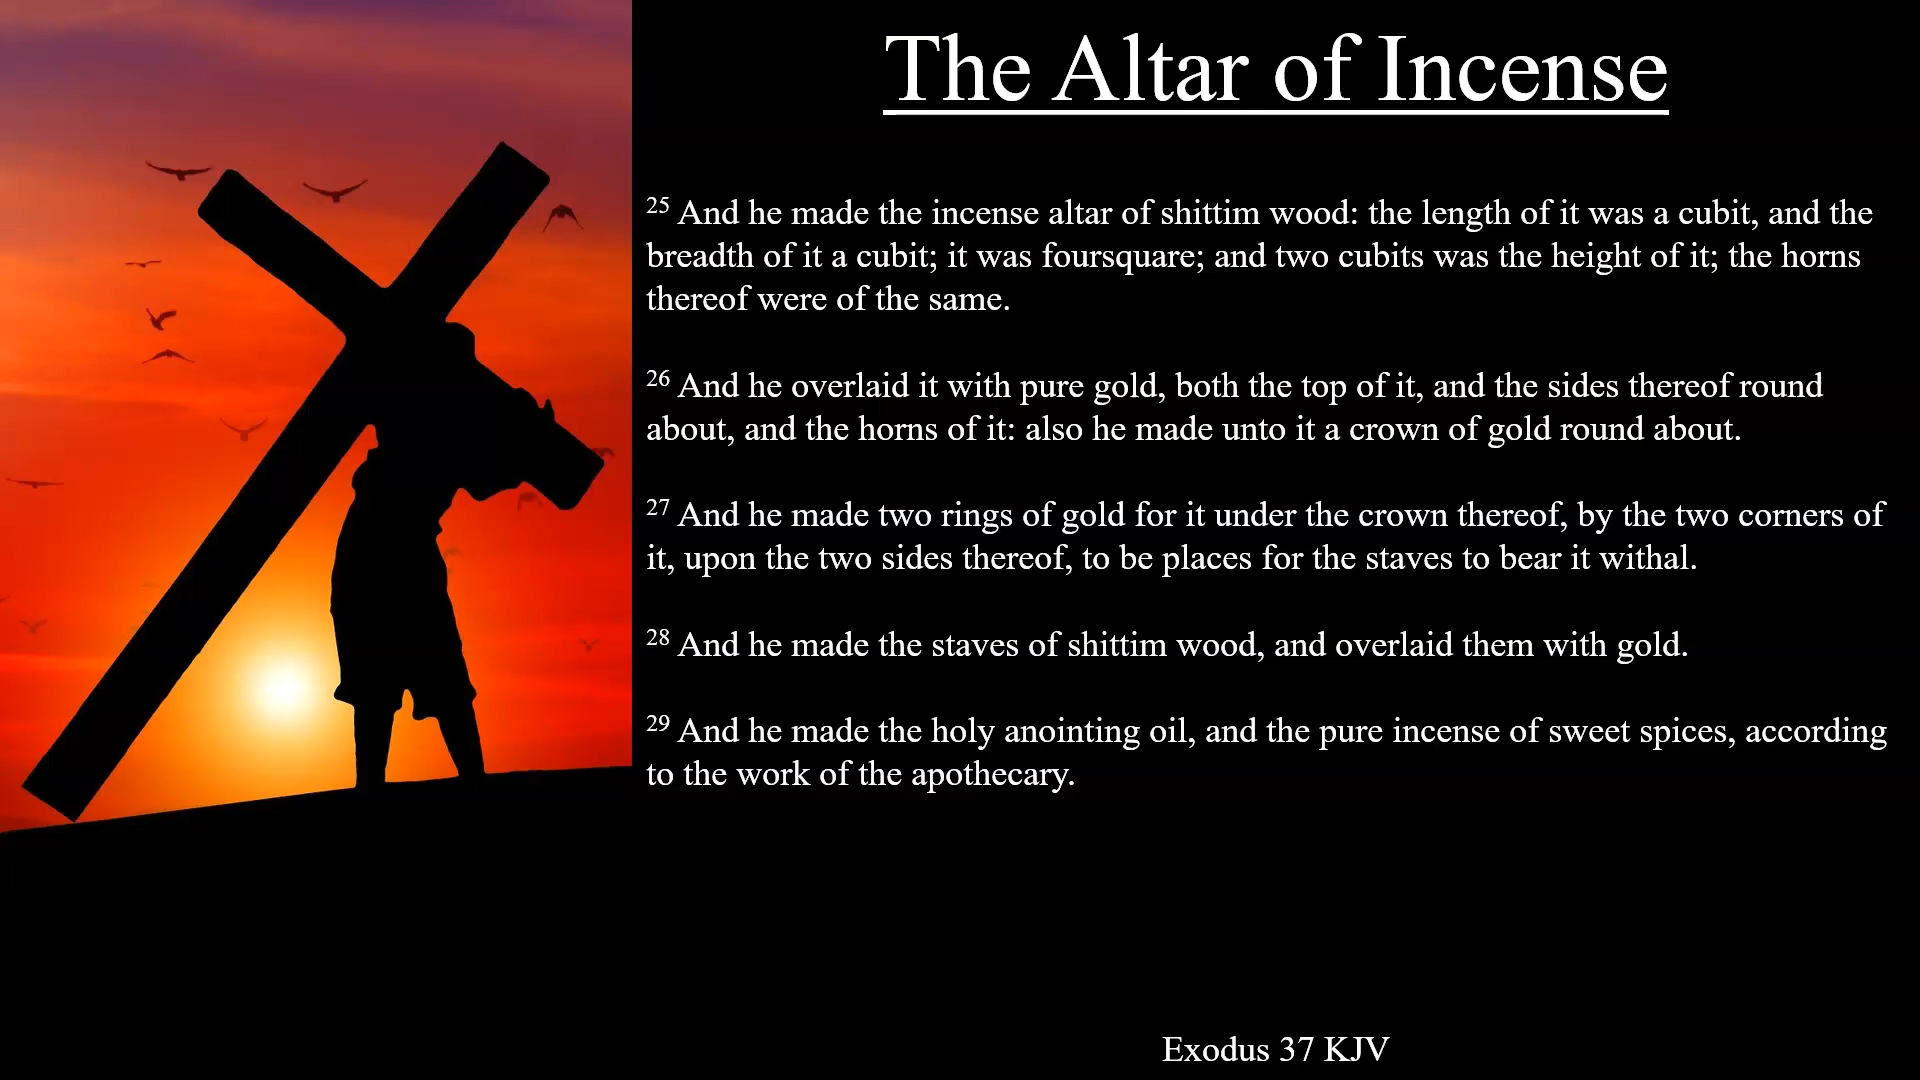 The Altar of Incense
25 And he made the incense altar of shittim wood: the length of it was a cubit, and the
breadth of it a cubit; it was foursquare; and two cubits was the height of it; the horns
thereof were of the same.
26 And he overlaid it with pure gold, both the top of it, and the sides thereof round
about, and the horns of it: also he made unto it a crown of gold round about.
27 And he made two rings of gold for it under the crown thereof, by the two corners of
it, upon the two sides thereof, to be places for the staves to bear it withal.
28 And he made the staves of shittim wood, and overlaid them with gold.
29 And he made the holy anointing oil, and the pure incense of sweet spices, according
to the work of the apothecary.
Exodus 37 KJV